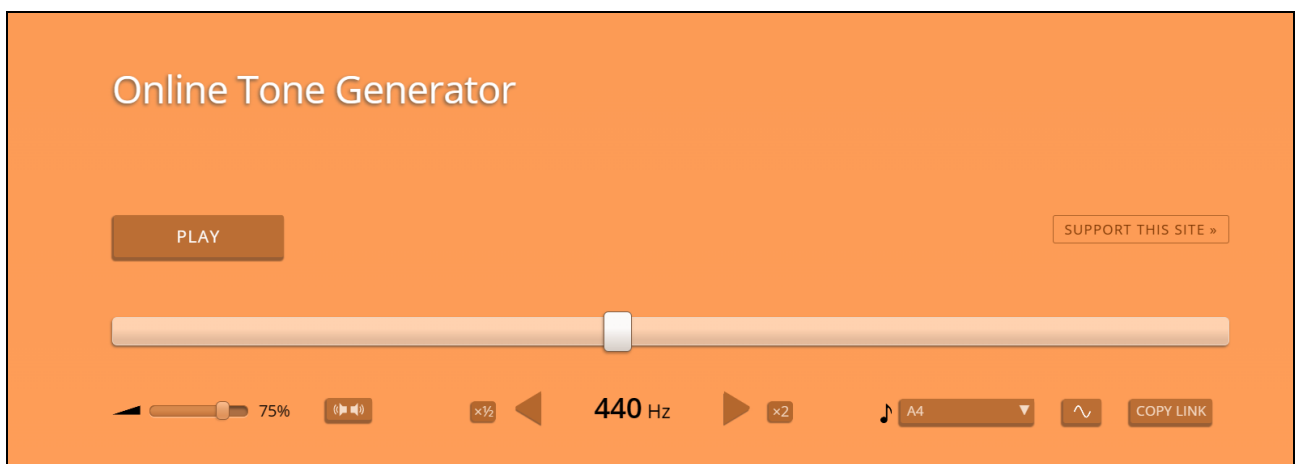 Online Tone Generator
PLAY
SUPPORT THIS SITE »
75% ×½ 440 Hz ×2 A4 COPY LINK